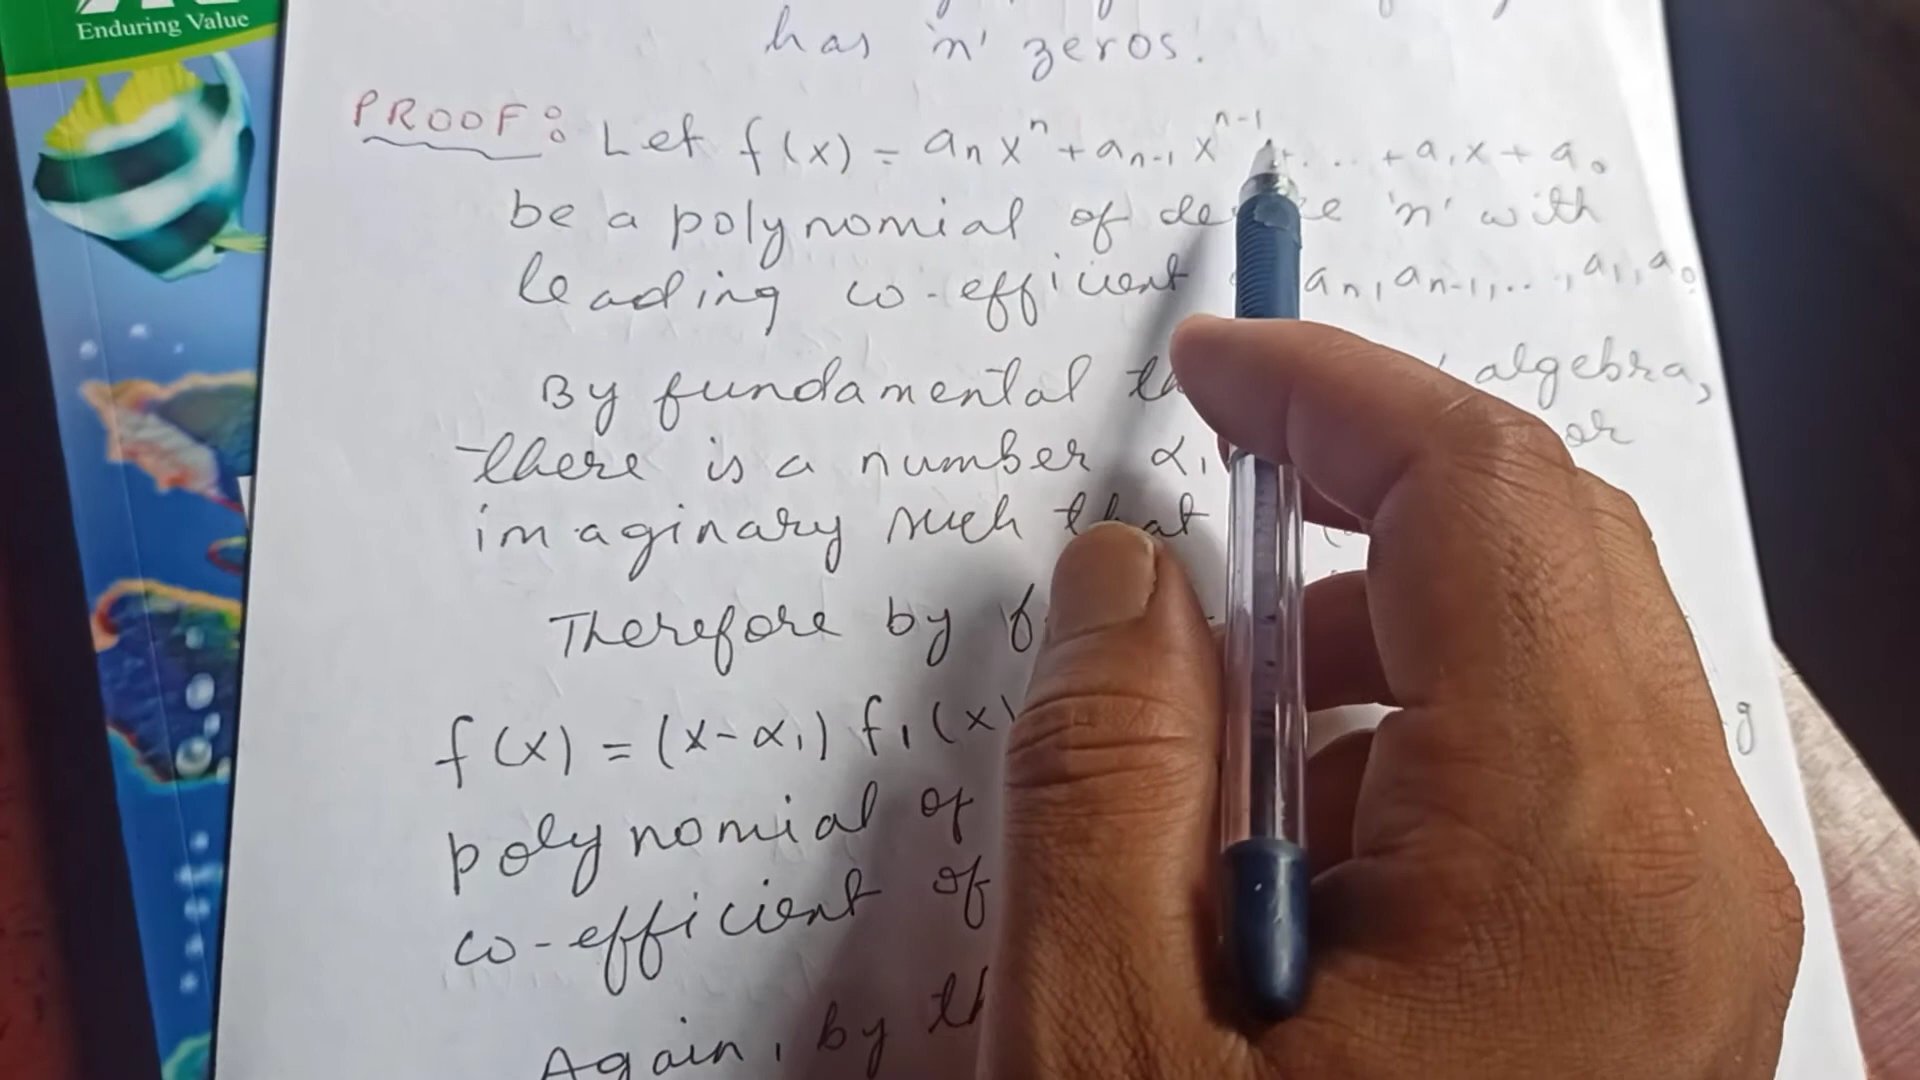 Enduring Value
has 'n' zeros.
PROOF: Let f(x) = aₙxⁿ + aₙ₋₁xⁿ⁻¹ + ... + a₁x + a₀
be a polynomial of 'n' with
leading co-efficient aₙ, aₙ₋₁, ..., a₁, a₀
By fundamental algebra,
there is a number α₁ or
imaginary such that
Therefore by
f(x) = (x-α₁) f₁(x)
polynomial of
co-efficient of
Again, by